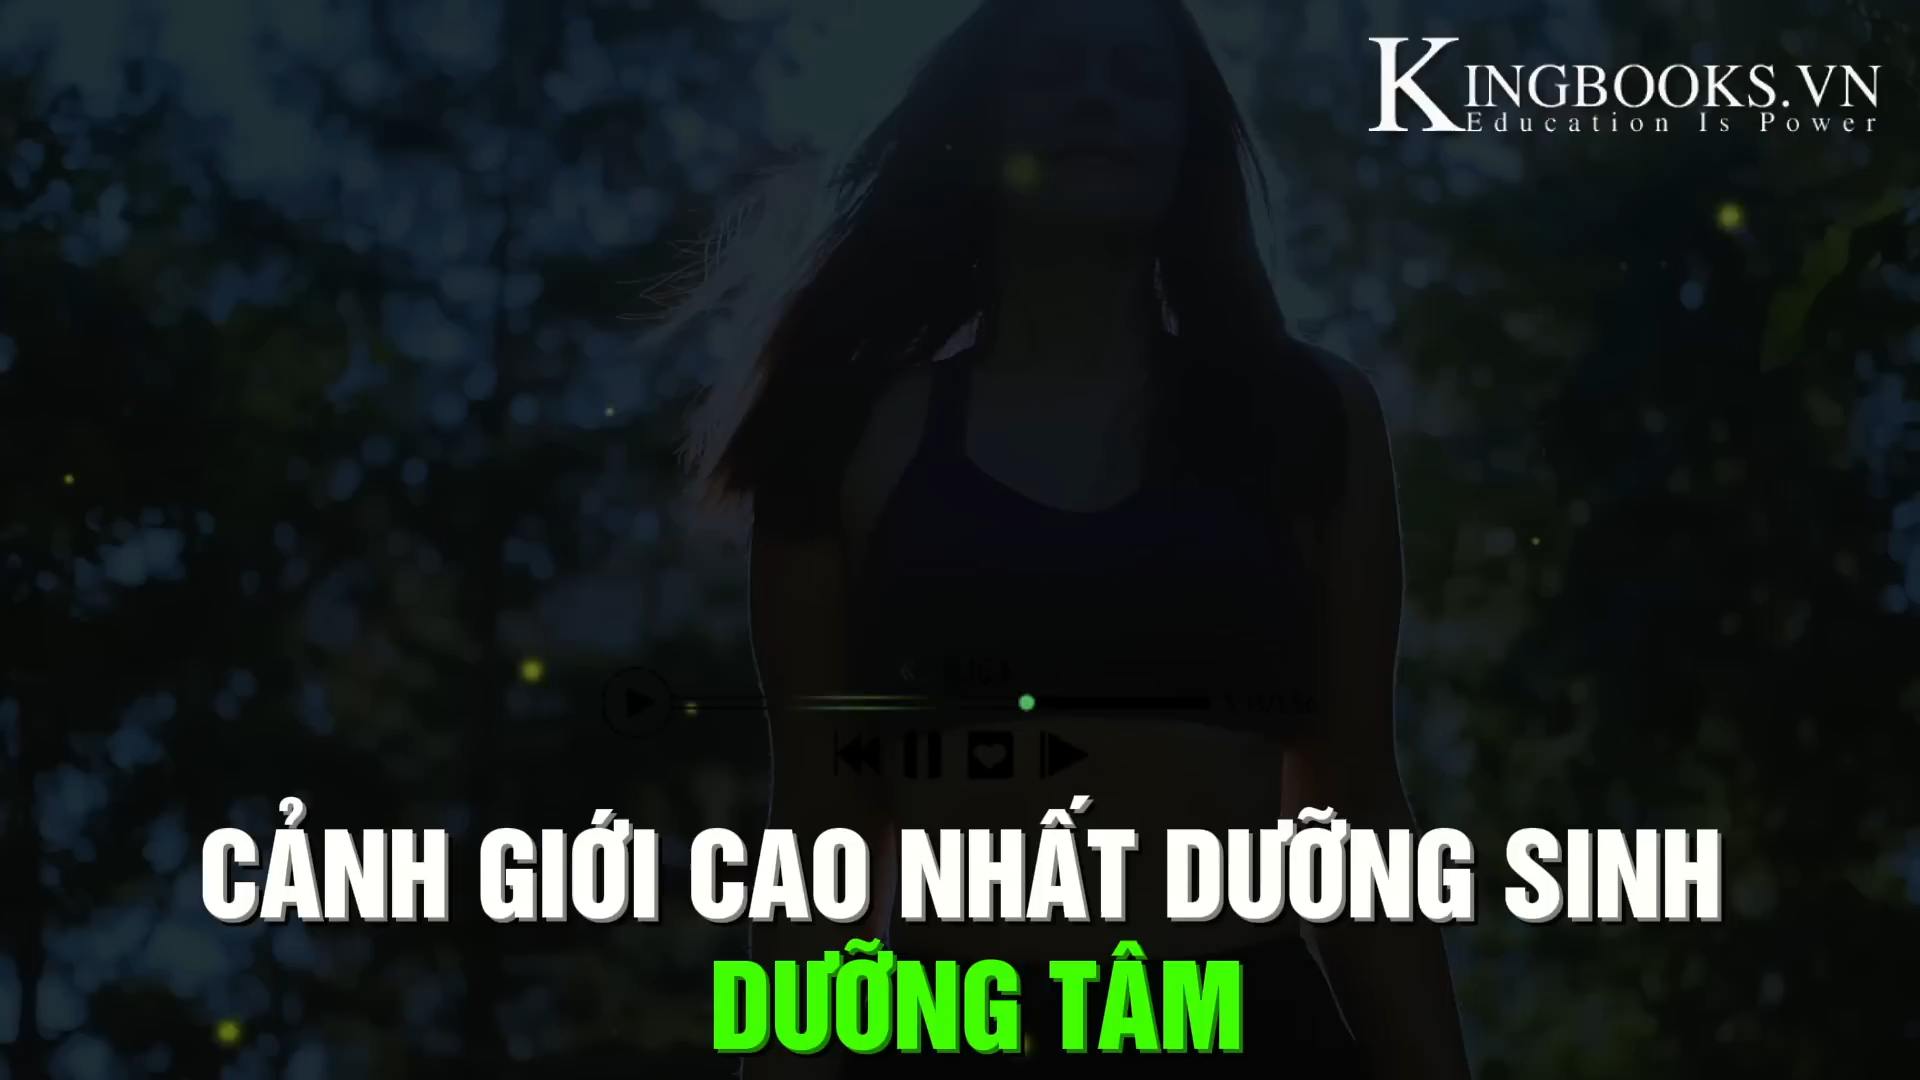 KINGBOOKS.VN
Education Is Power
CẢNH GIỚI CAO NHẤT DƯỠNG SINH
DƯỠNG TÂM